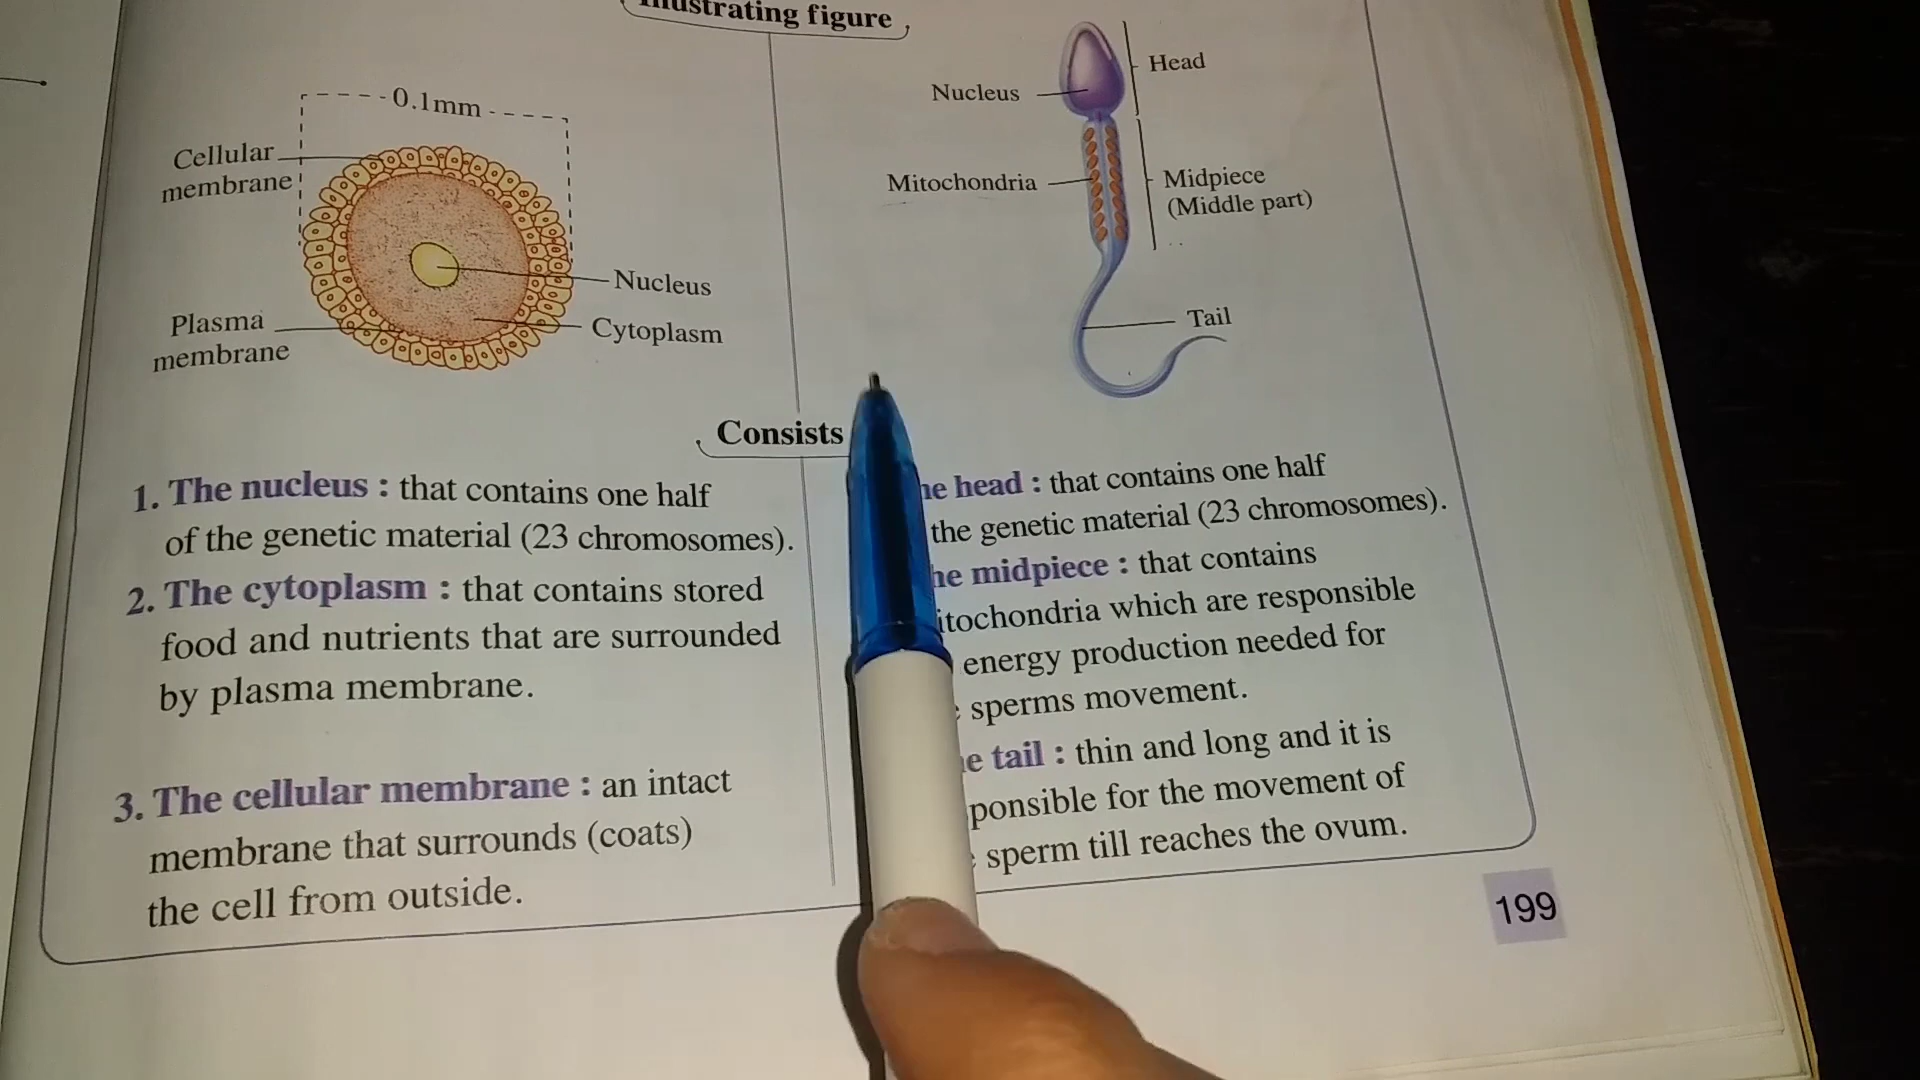 figure
0.1mm
Cellular
membrane
Nucleus
Plasma
membrane
Cytoplasm
Head
Nucleus
Mitochondria
Midpiece
(Middle part)
Tail
Consists
1. The nucleus : that contains one half
of the genetic material (23 chromosomes).
2. The cytoplasm : that contains stored
food and nutrients that are surrounded
by plasma membrane.
3. The cellular membrane : an intact
membrane that surrounds (coats)
the cell from outside.
head : that contains one half
the genetic material (23 chromosomes).
midpiece : that contains
which are responsible
energy production needed for
sperms movement.
tail : thin and long and it is
for the movement of
sperm till reaches the ovum.
199